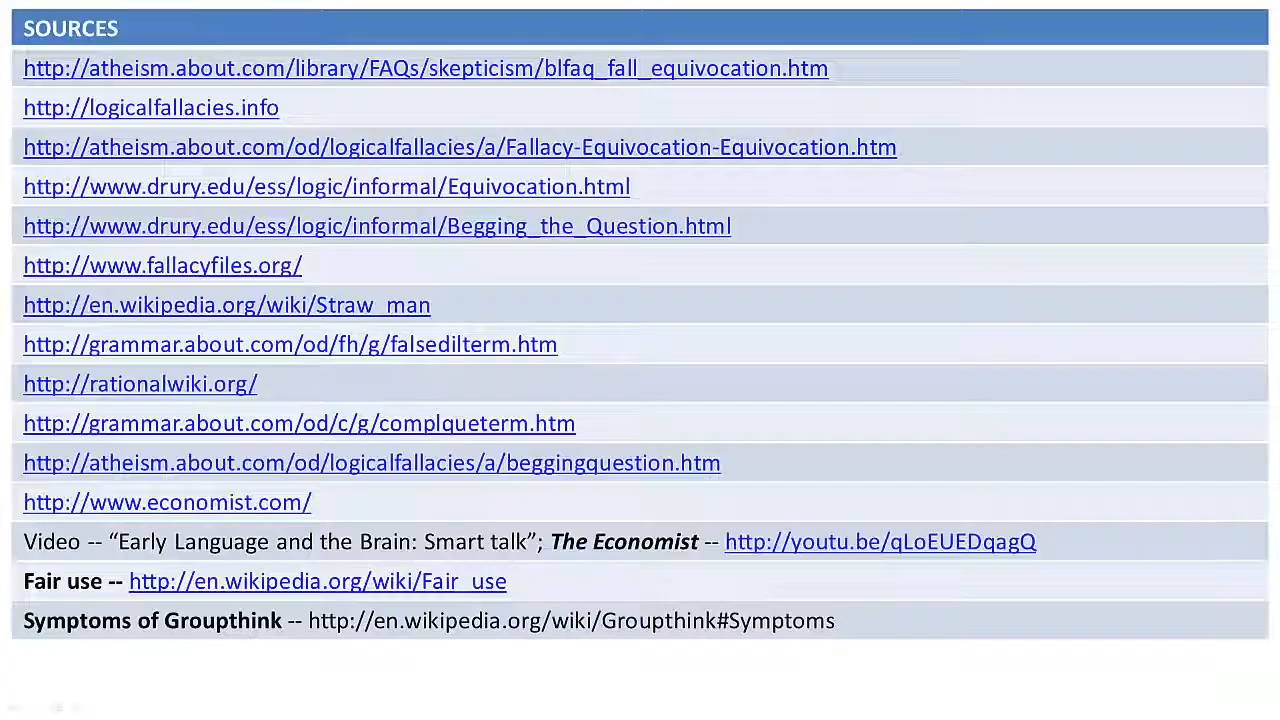 SOURCES
http://atheism.about.com/library/FAQs/skepticism/blfaq_fall_equivocation.htm
http://logicalfallacies.info
http://atheism.about.com/od/logicalfallacies/a/Fallacy-Equivocation-Equivocation.htm
http://www.drury.edu/ess/logic/informal/Equivocation.html
http://www.drury.edu/ess/logic/informal/Begging_the_Question.html
http://www.fallacyfiles.org/
http://en.wikipedia.org/wiki/Straw_man
http://grammar.about.com/od/fh/g/falsedilterm.htm
http://rationalwiki.org/
http://grammar.about.com/od/c/g/complqueterm.htm
http://atheism.about.com/od/logicalfallacies/a/beggingquestion.htm
http://www.economist.com/
Video -- “Early Language and the Brain: Smart talk”; The Economist -- http://youtu.be/qLoEUEDqagQ
Fair use -- http://en.wikipedia.org/wiki/Fair_use
Symptoms of Groupthink -- http://en.wikipedia.org/wiki/Groupthink#Symptoms